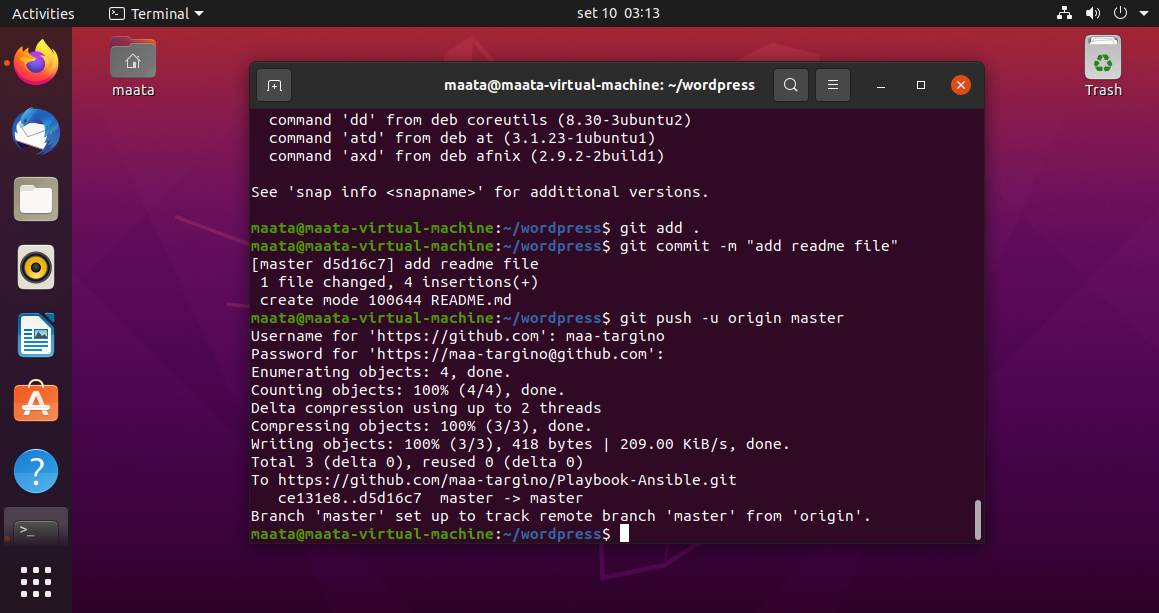 Activities
Terminal
set 10 03:13
maata
Trash
maata@maata-virtual-machine: ~/wordpress
command 'dd' from deb coreutils (8.30-3ubuntu2)
command 'atd' from deb at (3.1.23-1ubuntu1)
command 'axd' from deb afnix (2.9.2-2build1)
See 'snap info <snapname>' for additional versions.
maata@maata-virtual-machine:~/wordpress$ git add .
maata@maata-virtual-machine:~/wordpress$ git commit -m "add readme file"
[master d5d16c7] add readme file
1 file changed, 4 insertions(+)
create mode 100644 README.md
maata@maata-virtual-machine:~/wordpress$ git push -u origin master
Username for 'https://github.com': maa-targino
Password for 'https://maa-targino@github.com':
Enumerating objects: 4, done.
Counting objects: 100% (4/4), done.
Delta compression using up to 2 threads
Compressing objects: 100% (3/3), done.
Writing objects: 100% (3/3), 418 bytes | 209.00 KiB/s, done.
Total 3 (delta 0), reused 0 (delta 0)
To https://github.com/maa-targino/Playbook-Ansible.git
ce131e8..d5d16c7  master -> master
Branch 'master' set up to track remote branch 'master' from 'origin'.
maata@maata-virtual-machine:~/wordpress$